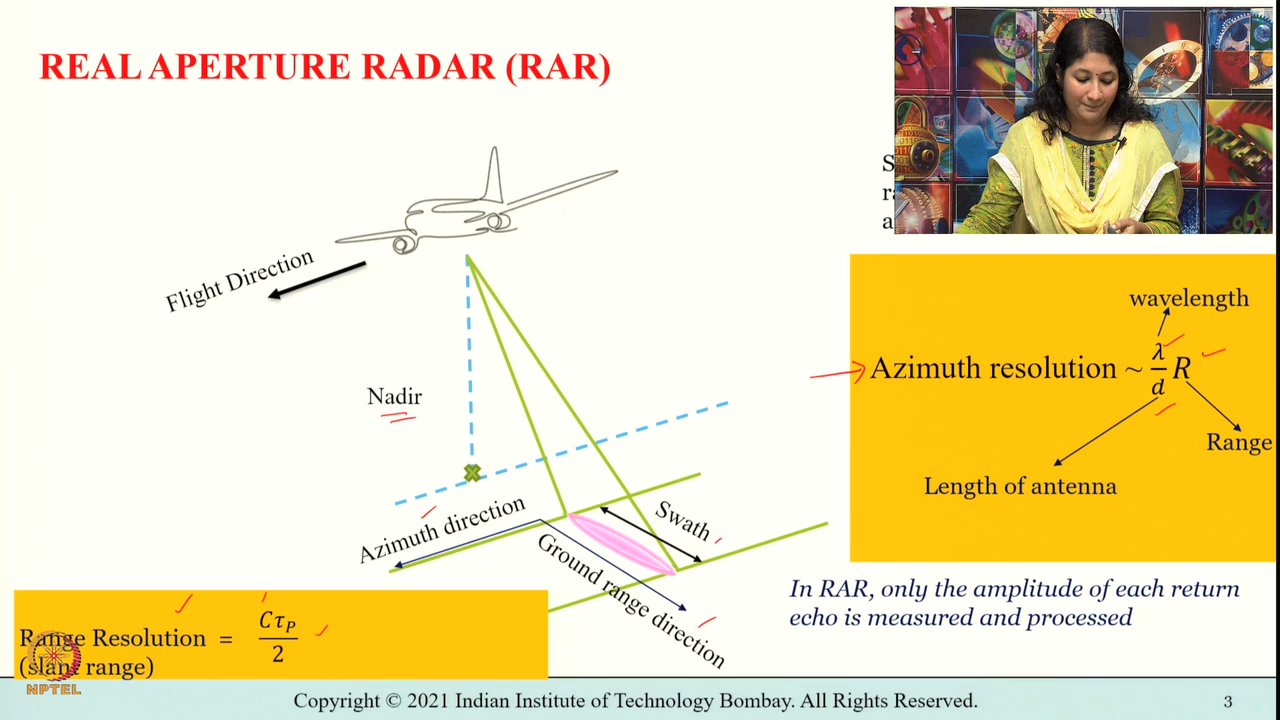 REAL APERTURE RADAR (RAR)
Flight Direction
Nadir
Azimuth direction
Swath
Ground range direction
wavelength
Azimuth resolution ~ λ/d R
Range
Length of antenna
In RAR, only the amplitude of each return
echo is measured and processed
Range Resolution = Cτ_P/2
(slant range)
NPTEL
Copyright © 2021 Indian Institute of Technology Bombay. All Rights Reserved.
3